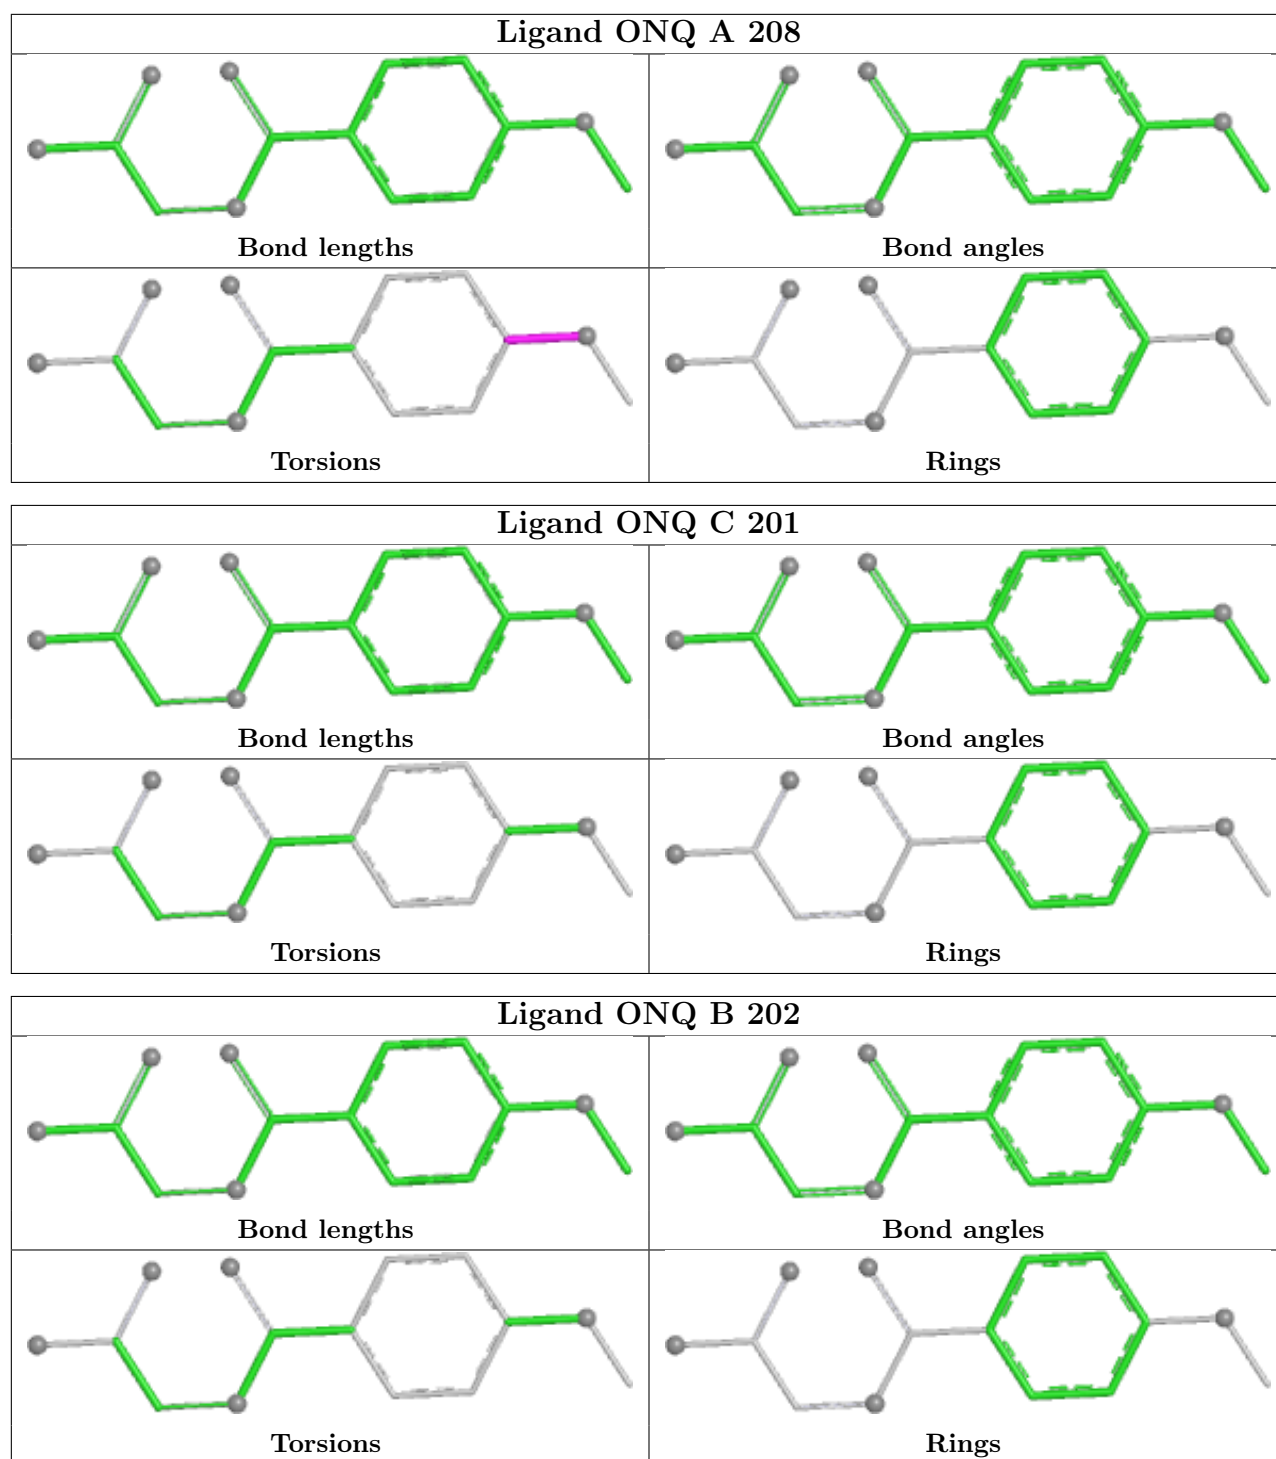 Ligand ONQ A 208
Bond lengths
Bond angles
Torsions
Rings
Ligand ONQ C 201
Bond lengths
Bond angles
Torsions
Rings
Ligand ONQ B 202
Bond lengths
Bond angles
Torsions
Rings